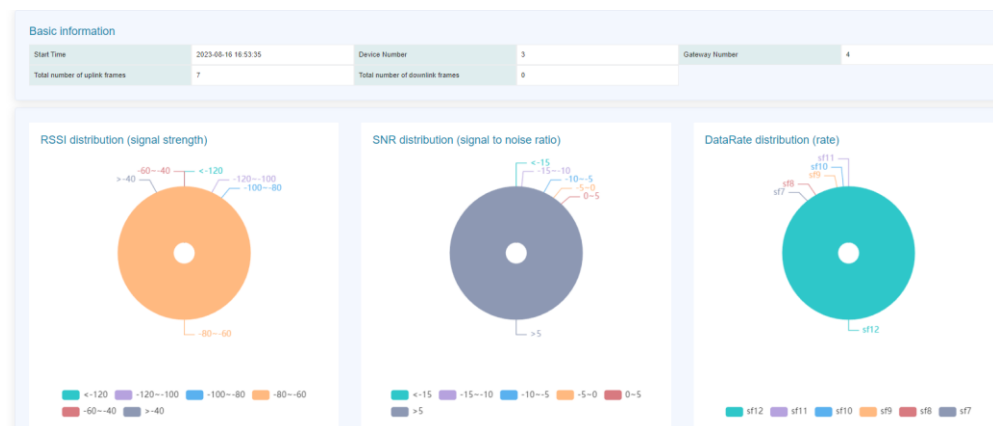 Basic information
Start Time 2023-06-16 16:53:35 Device Number 3 Gateway Number 4
Total number of uplink frames 7 Total number of downlink frames 0
RSSI distribution (signal strength)
-60~-40
<-120
>-40
-120~-100
-100~-80
-80~-60
<-120 -120~-100 -100~-80 -80~-60
-60~-40 >-40
SNR distribution (signal to noise ratio)
<-15
-15~-10
-10~-5
-5~0
0~5
>5
<-15 -15~-10 -10~-5 -5~0 0~5
>5
DataRate distribution (rate)
sf11
sf10
sf9
sf8
sf7
sf12
sf12 sf11 sf10 sf9 sf8 sf7